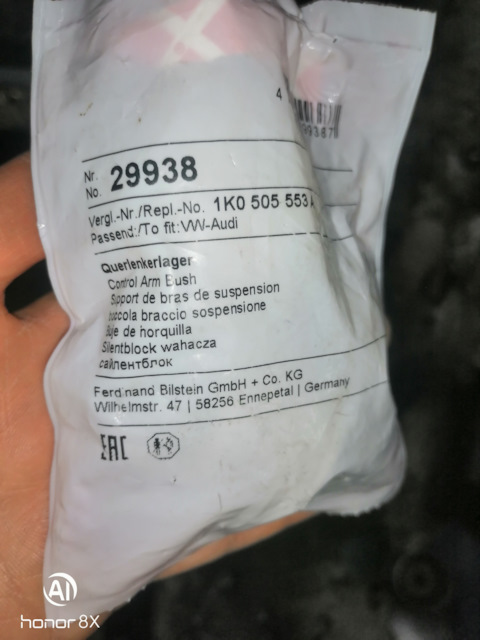 4
Nr.
No. 29938
Vergl.-Nr./Repl.-No. 1K0 505 553
Passend:/To fit:VW-Audi
Querlenkerlager
Control Arm Bush
Support de bras de suspension
braccio sospensione
de horquilla
Silentblock wahacza
сайлентблок
Ferdinand Bilstein GmbH + Co. KG
Wilhelmstr. 47 | 58256 Ennepetal | Germany
EAC
AI
honor 8X